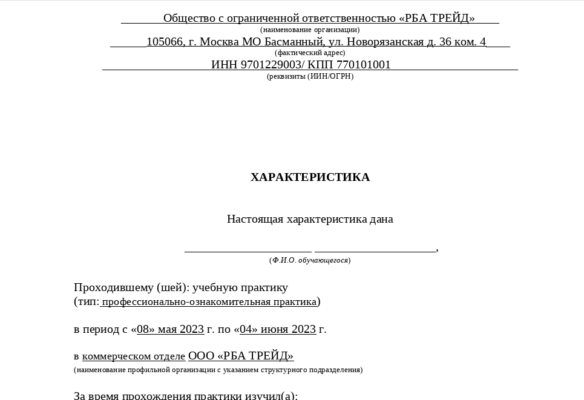 Общество с ограниченной ответственностью «РБА ТРЕЙД»
(наименование организации)
105066, г. Москва МО Басманный, ул. Новорязанская д. 36 ком. 4
(фактический адрес)
ИНН 9701229003/ КПП 770101001
(реквизиты (ИИН/ОГРН)
ХАРАКТЕРИСТИКА
Настоящая характеристика дана
_____________________ ____________________,
(Ф.И.О. обучающегося)
Проходившему (шей): учебную практику
(тип: профессионально-ознакомительная практика)
в период с «08» мая 2023 г. по «04» июня 2023 г.
в коммерческом отделе ООО «РБА ТРЕЙД»
(наименование профильной организации с указанием структурного подразделения)
За время прохождения практики изучил(а):